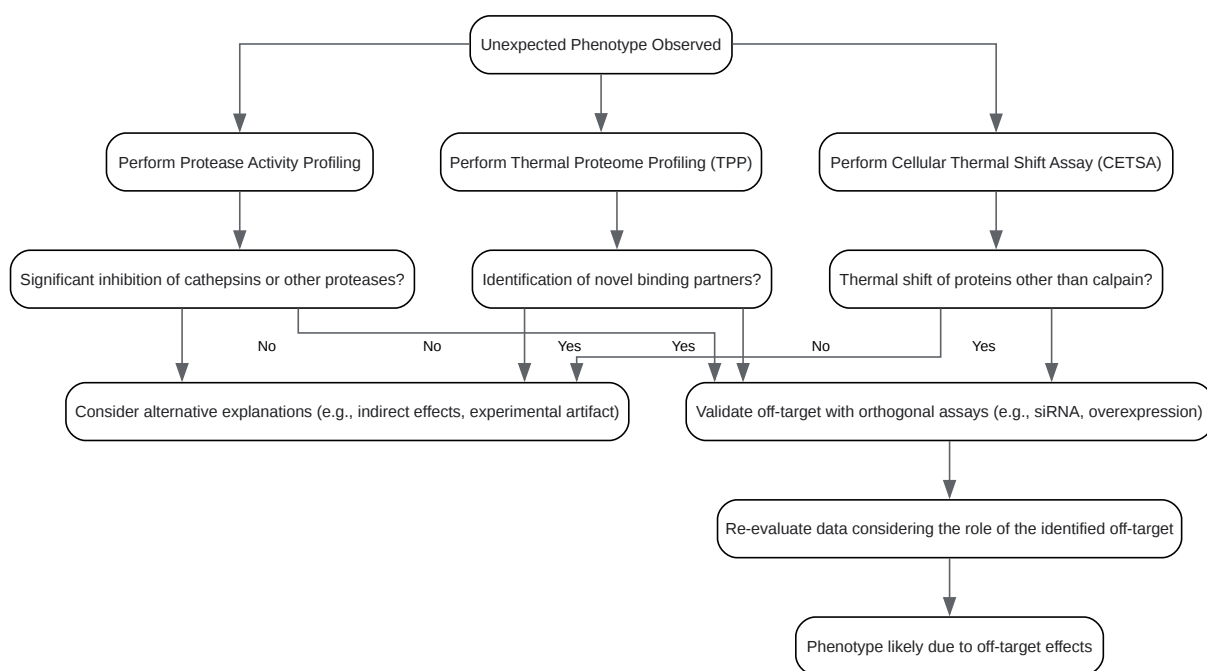 Unexpected Phenotype Observed
Perform Protease Activity Profiling
Perform Thermal Proteome Profiling (TPP)
Perform Cellular Thermal Shift Assay (CETSA)
Significant inhibition of cathepsins or other proteases?
Identification of novel binding partners?
Thermal shift of proteins other than calpain?
No
No
Yes
Yes
No
Yes
Consider alternative explanations (e.g., indirect effects, experimental artifact)
Validate off-target with orthogonal assays (e.g., siRNA, overexpression)
Re-evaluate data considering the role of the identified off-target
Phenotype likely due to off-target effects